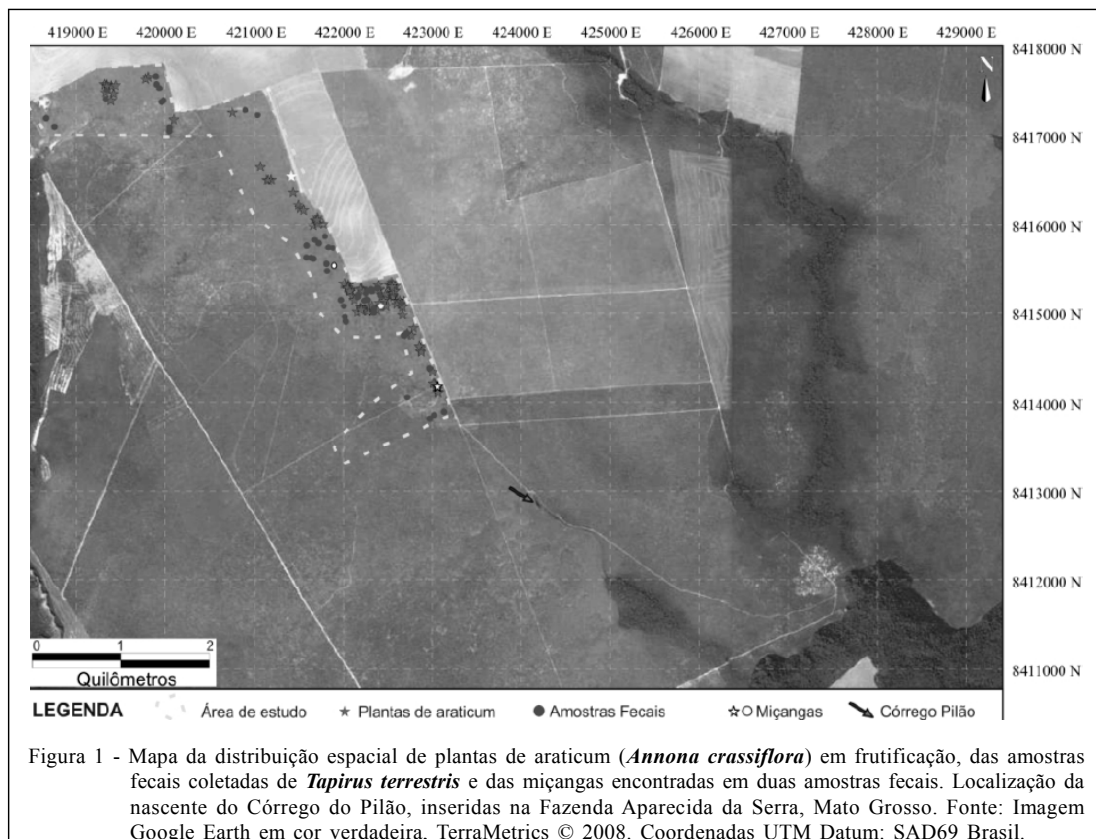 419000 E 420000 E 421000 E 422000 E 423000 E 424000 E 425000 E 426000 E 427000 E 428000 E 429000 E
8418000 N
8417000 N
8416000 N
8415000 N
8414000 N
8413000 N
8412000 N
8411000 N
0 1 2
Quilômetros
LEGENDA Área de estudo Plantas de araticum Amostras Fecais Miçangas Córrego Pilão
Figura 1 - Mapa da distribuição espacial de plantas de araticum (Annona crassiflora) em frutificação, das amostras
fecais coletadas de Tapirus terrestris e das miçangas encontradas em duas amostras fecais. Localização da
nascente do Córrego do Pilão, inseridas na Fazenda Aparecida da Serra, Mato Grosso. Fonte: Imagem
Google Earth em cor verdadeira, TerraMetrics © 2008. Coordenadas UTM Datum: SAD69 Brasil.